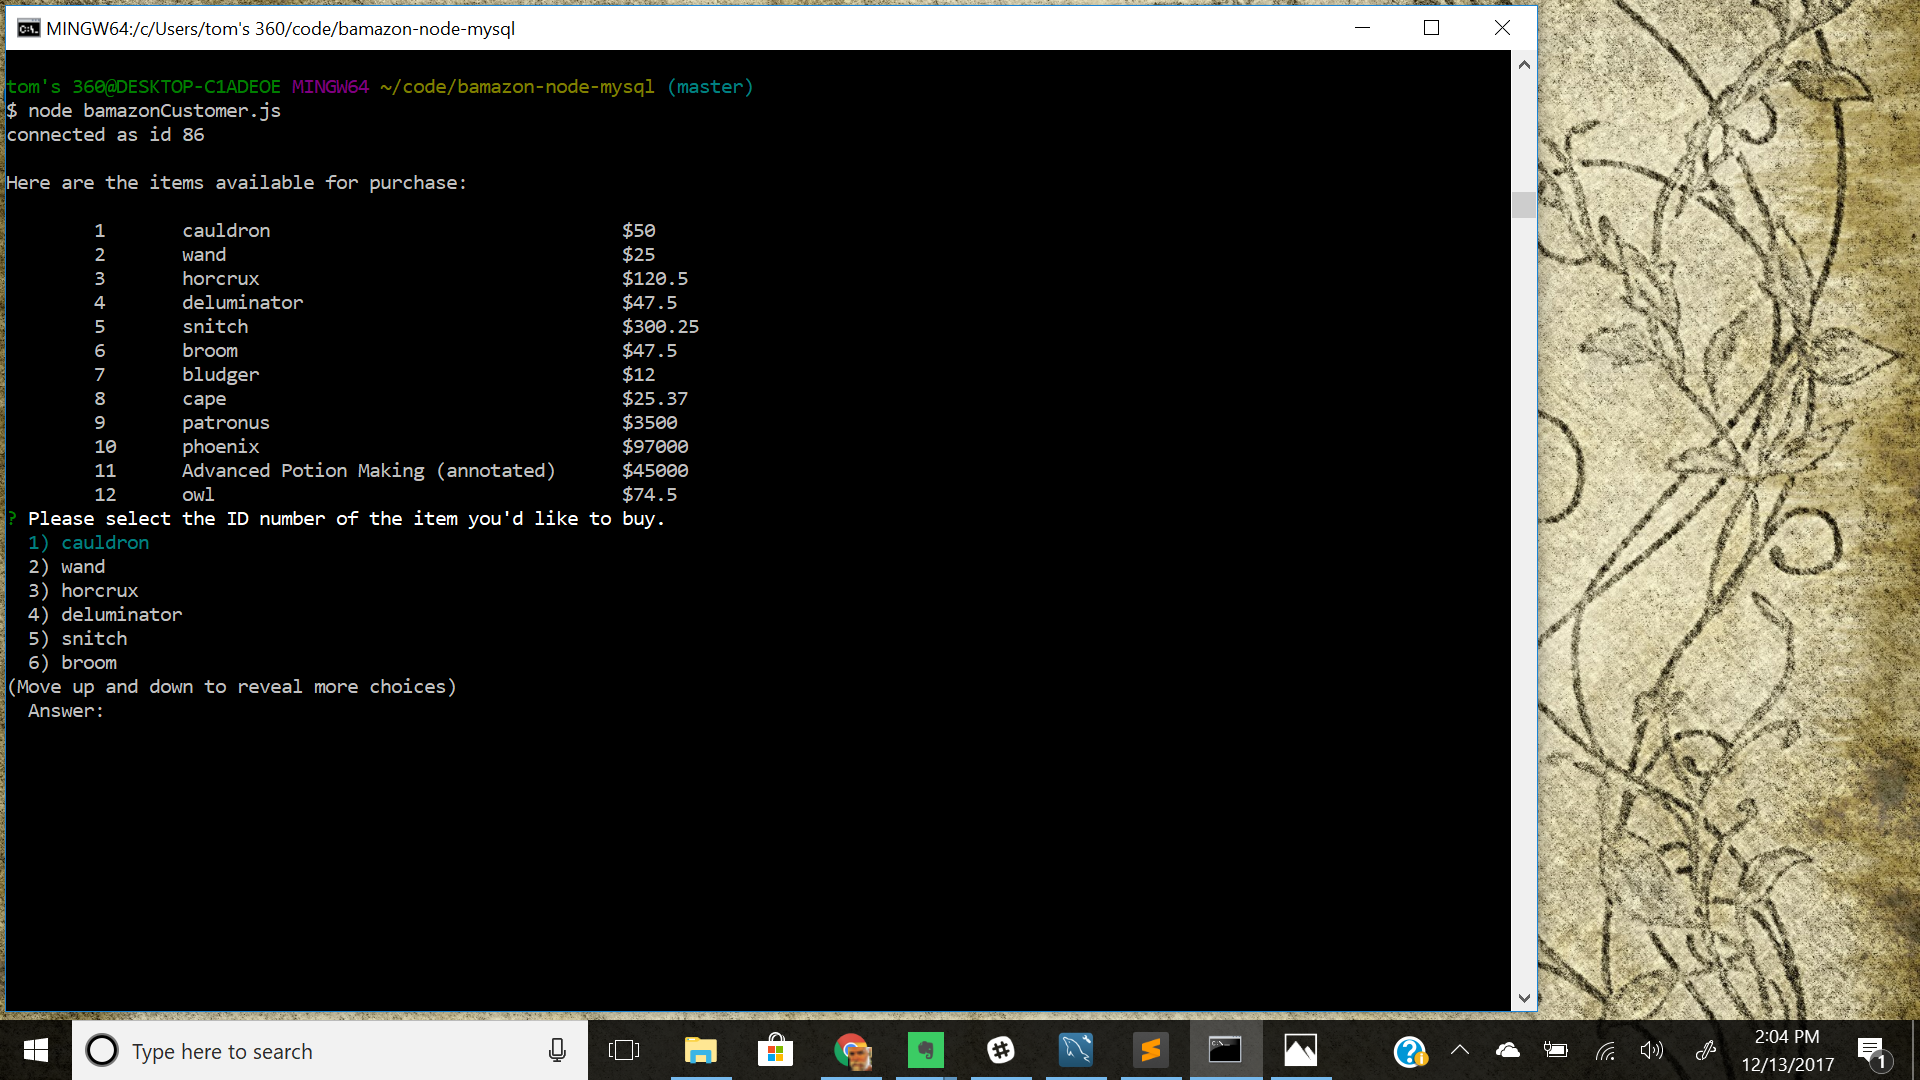 MINGW64:/c/Users/tom's 360/code/bamazon-node-mysql
tom's 360@DESKTOP-C1ADEOE MINGW64 ~/code/bamazon-node-mysql (master)
$ node bamazonCustomer.js
connected as id 86
Here are the items available for purchase:
1 cauldron $50
2 wand $25
3 horcrux $120.5
4 deluminator $47.5
5 snitch $300.25
6 broom $47.5
7 bludger $12
8 cape $25.37
9 patronus $3500
10 phoenix $97000
11 Advanced Potion Making (annotated) $45000
12 owl $74.5
? Please select the ID number of the item you'd like to buy.
1) cauldron
2) wand
3) horcrux
4) deluminator
5) snitch
6) broom
(Move up and down to reveal more choices)
Answer:
Type here to search
2:04 PM
12/13/2017
1